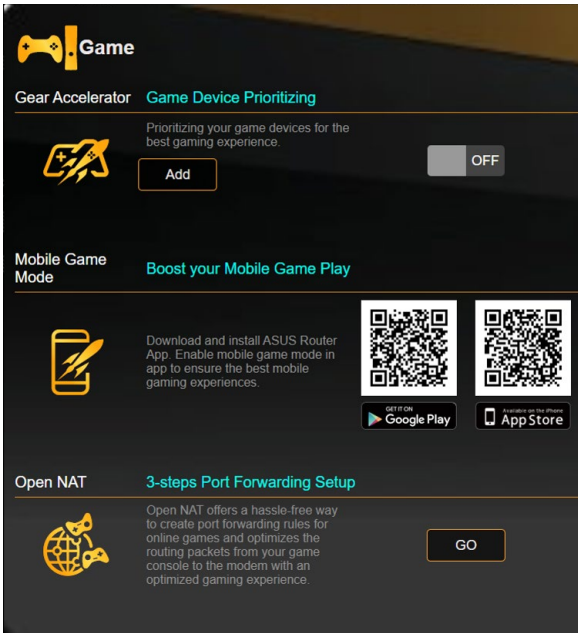 Game
Gear Accelerator
Game Device Prioritizing
Prioritizing your game devices for the
best gaming experience.
Add
OFF
Mobile Game
Mode
Boost your Mobile Game Play
Download and install ASUS Router
App. Enable mobile game mode in
app to ensure the best mobile
gaming experiences.
GET IT ON
Google Play
Available on the iPhone
App Store
Open NAT
3-steps Port Forwarding Setup
Open NAT offers a hassle-free way
to create port forwarding rules for
online games and optimizes the
routing packets from your game
console to the modem with an
optimized gaming experience.
GO